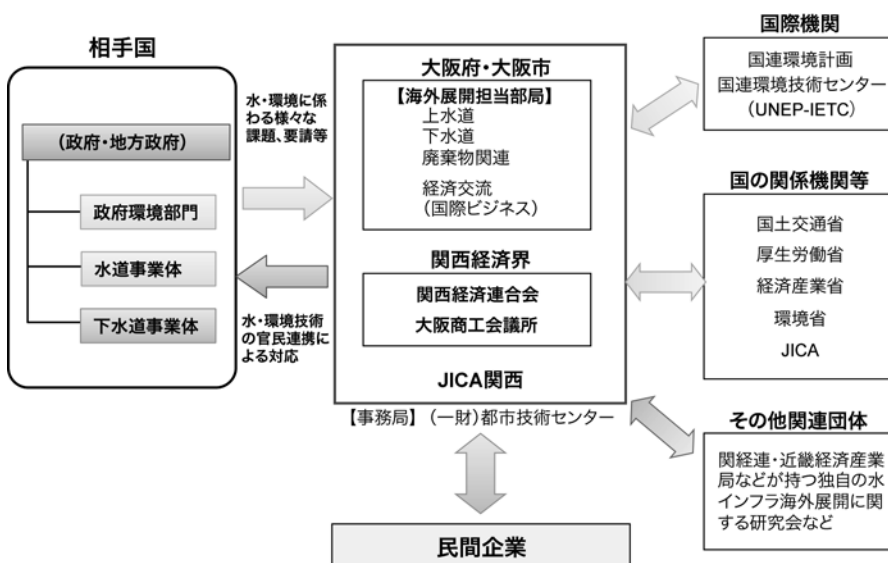 相手国
(政府・地方政府)
政府環境部門
水道事業体
下水道事業体
水・環境に係
わる様々な
課題、要請等
水・環境技術
の官民連携に
よる対応
大阪府・大阪市
【海外展開担当部局】
上水道
下水道
廃棄物関連
経済交流
(国際ビジネス)
関西経済界
関西経済連合会
大阪商工会議所
JICA関西
【事務局】(一財)都市技術センター
民間企業
国際機関
国連環境計画
国連環境技術センター
(UNEP-IETC)
国の関係機関等
国土交通省
厚生労働省
経済産業省
環境省
JICA
その他関連団体
関経連・近畿経済産業
局などが持つ独自の水
インフラ海外展開に関
する研究会など